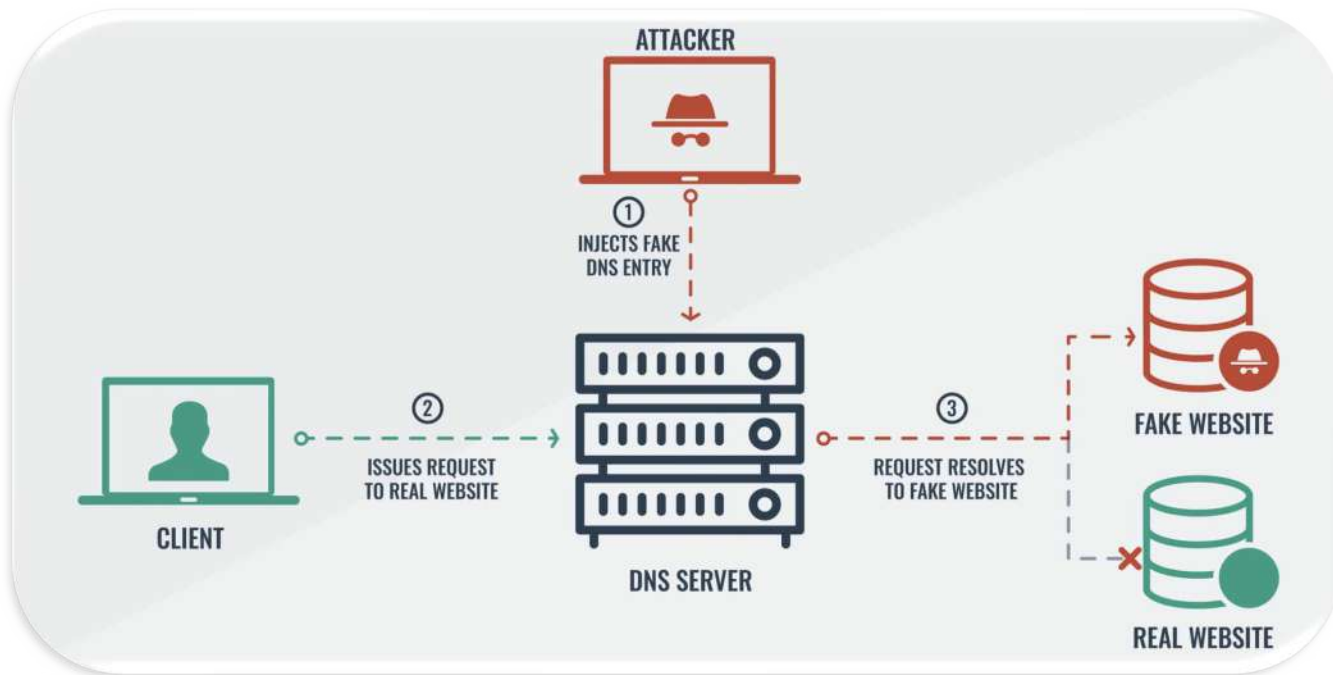 ATTACKER
1
INJECTS FAKE
DNS ENTRY
2
ISSUES REQUEST
TO REAL WEBSITE
CLIENT
DNS SERVER
3
REQUEST RESOLVES
TO FAKE WEBSITE
FAKE WEBSITE
REAL WEBSITE